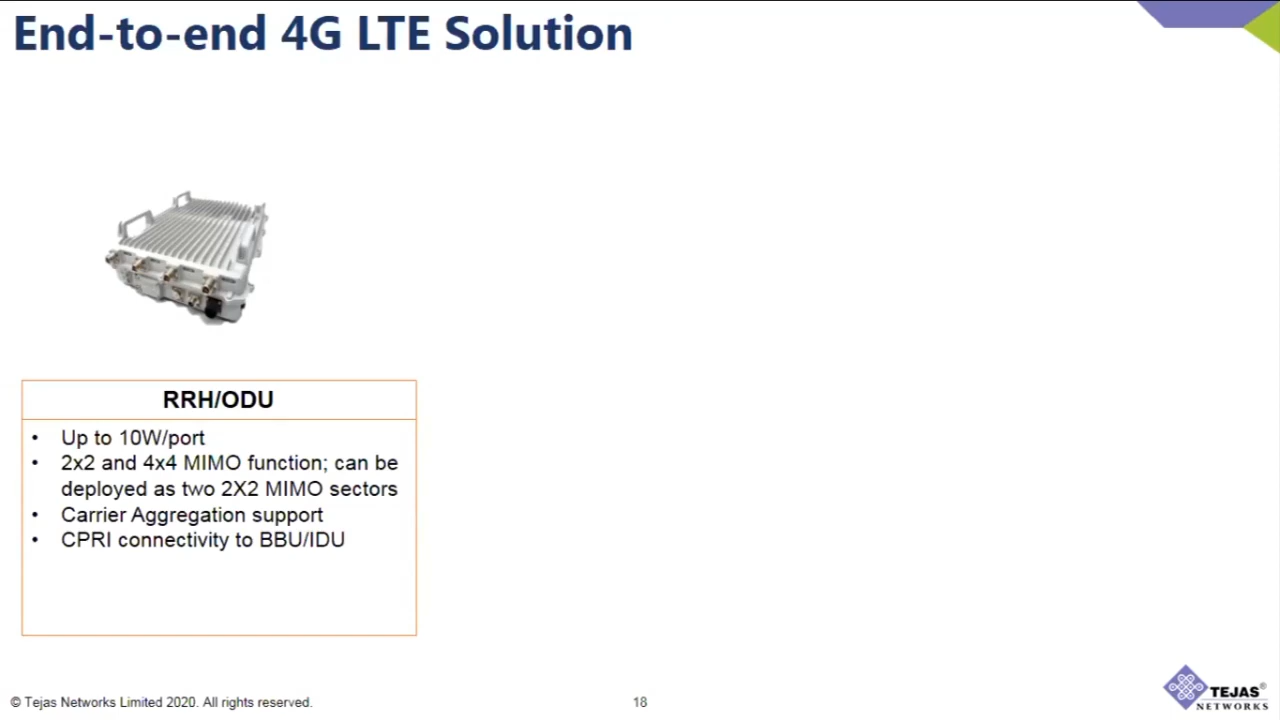 End-to-end 4G LTE Solution
RRH/ODU
• Up to 10W/port
• 2x2 and 4x4 MIMO function; can be
deployed as two 2X2 MIMO sectors
• Carrier Aggregation support
• CPRI connectivity to BBU/IDU
© Tejas Networks Limited 2020. All rights reserved.
18
TEJAS®
NETWORKS